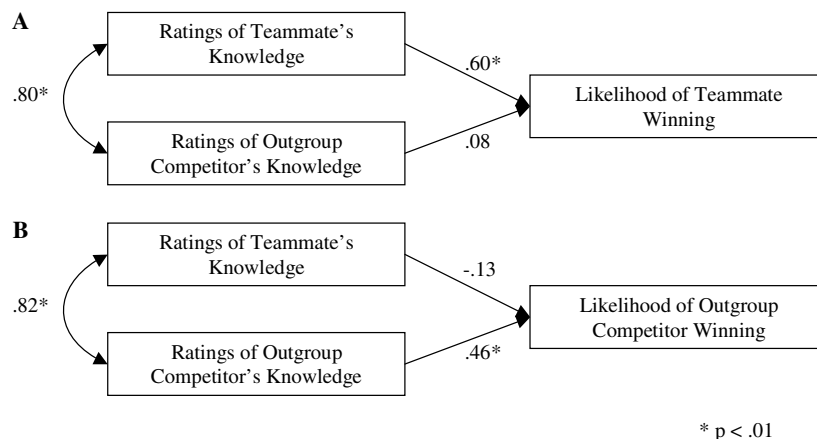 A
Ratings of Teammate's
Knowledge
.80*
.60*
Likelihood of Teammate
Winning
Ratings of Outgroup
Competitor's Knowledge
.08
B
Ratings of Teammate's
Knowledge
-.13
.82*
Likelihood of Outgroup
Competitor Winning
Ratings of Outgroup
Competitor's Knowledge
.46*
* p < .01